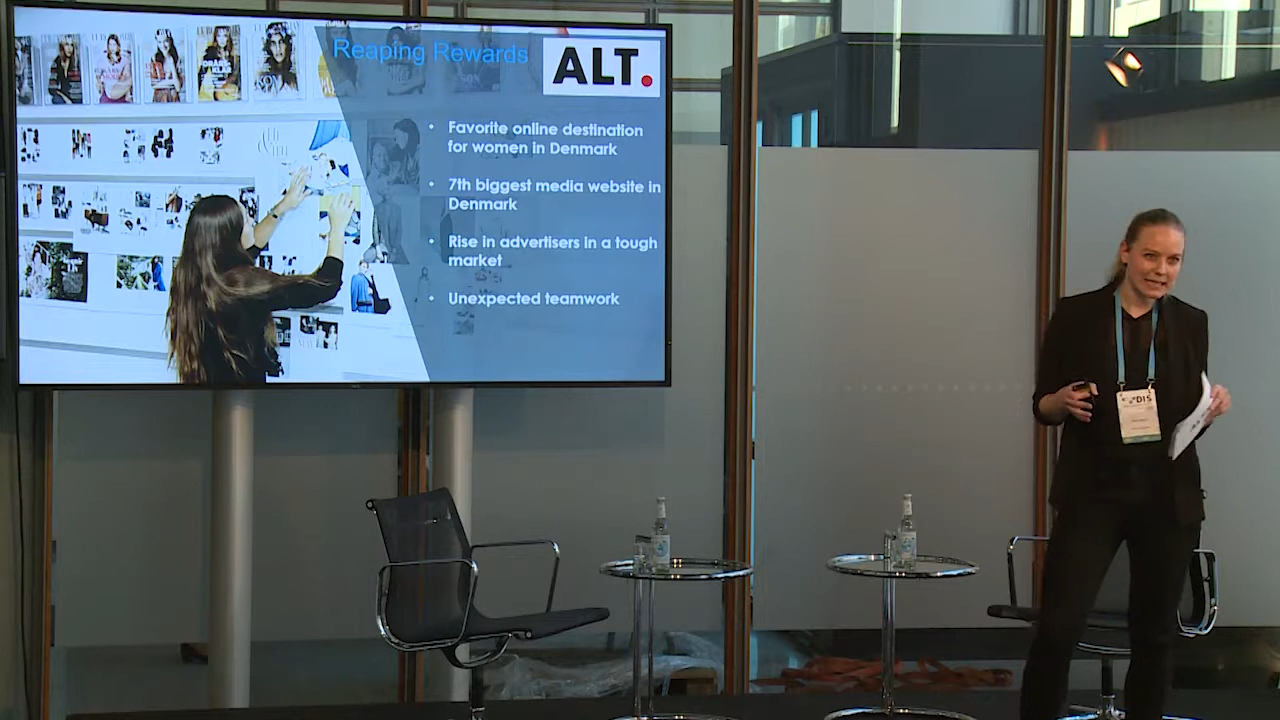 Reaping Rewards
ALT.
• Favorite online destination
for women in Denmark
• 7th biggest media website in
Denmark
• Rise in advertisers in a tough
market
• Unexpected teamwork
DIS